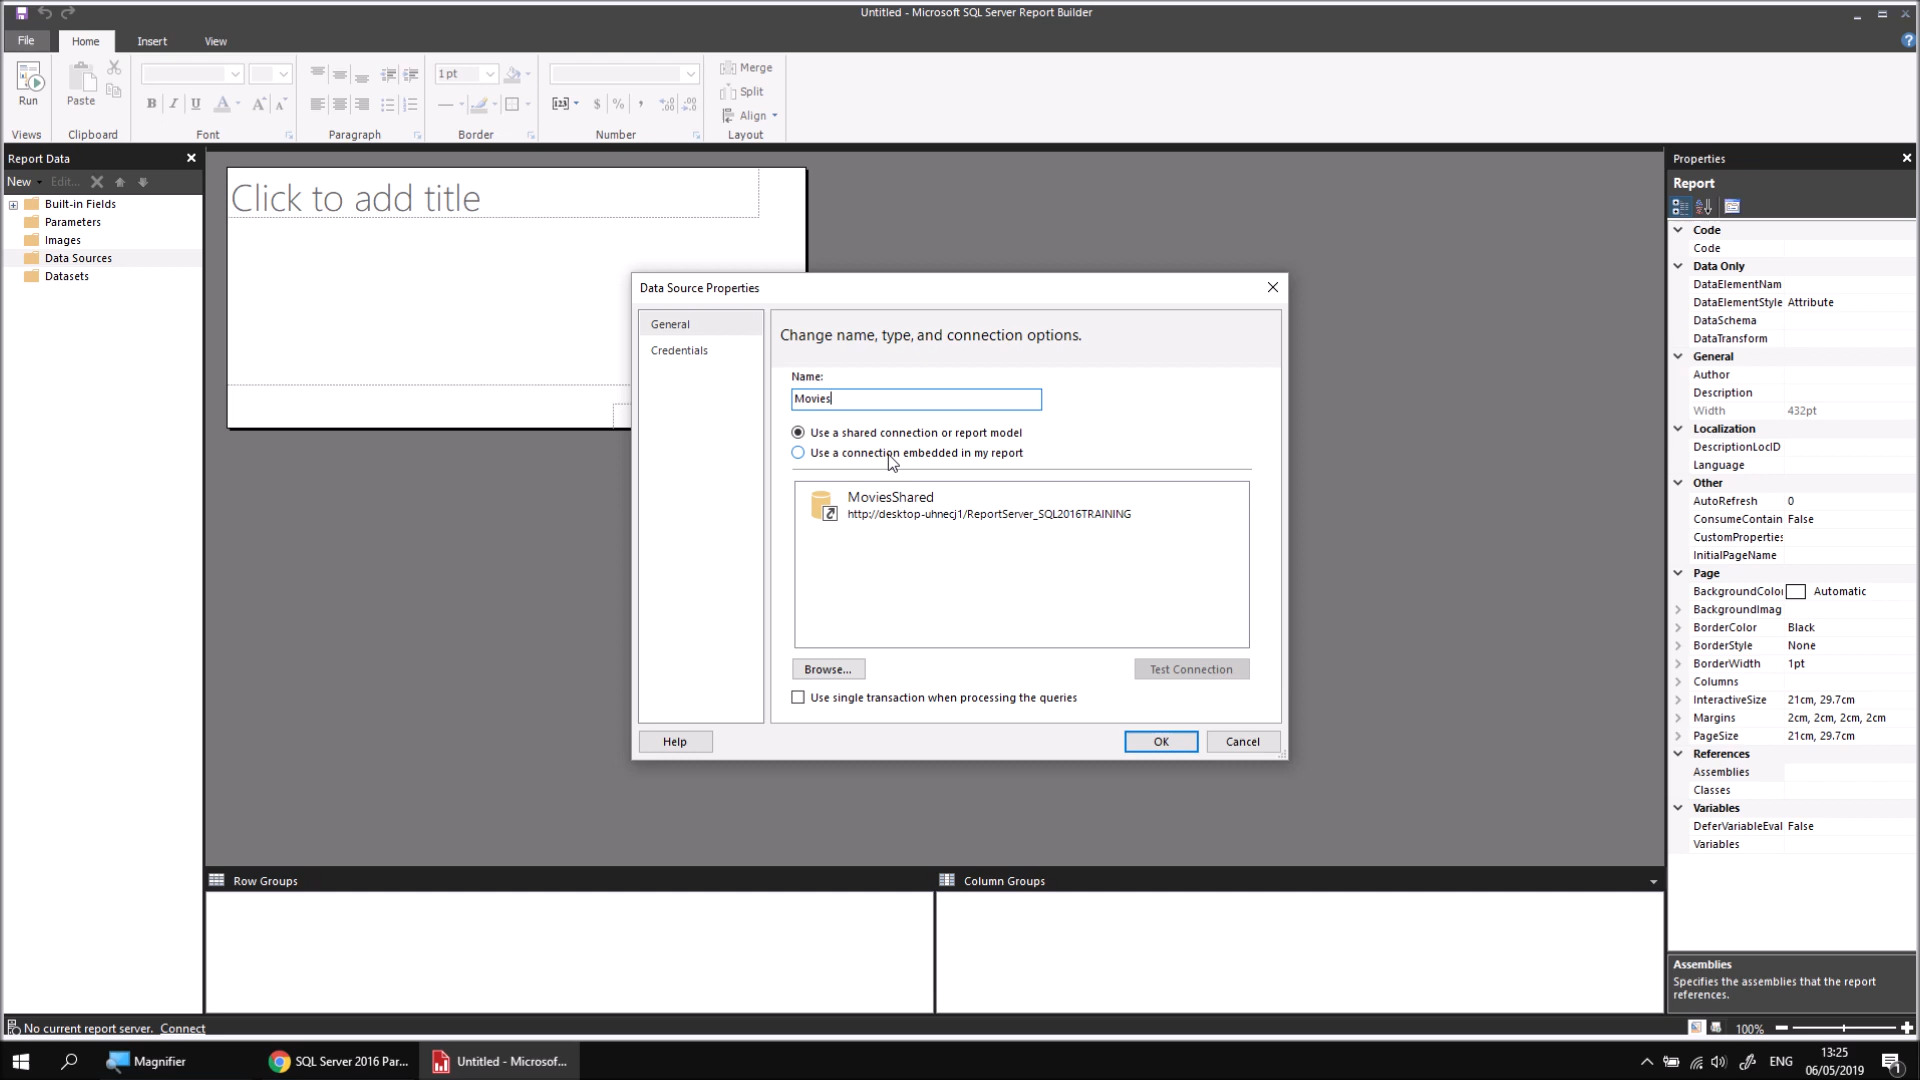 Untitled - Microsoft SQL Server Report Builder
File
Home
Insert
View
Run
Views
Paste
Clipboard
B I U A A A
Font
Paragraph
1pt
Border
$ % ,
Number
Merge
Split
Align
Layout
Report Data
New
Edit...
Built-in Fields
Parameters
Images
Data Sources
Datasets
Click to add title
Data Source Properties
General
Credentials
Change name, type, and connection options.
Name:
Movies
Use a shared connection or report model
Use a connection embedded in my report
MoviesShared
http://desktop-uhnecj1/ReportServer_SQL2016TRAINING
Browse...
Test Connection
Use single transaction when processing the queries
Help
OK
Cancel
Properties
Report
Code
Code
Data Only
DataElementNam
DataElementStyle Attribute
DataSchema
DataTransform
General
Author
Description
Width 432pt
Localization
DescriptionLocID
Language
Other
AutoRefresh 0
ConsumeContain False
CustomProperties
InitialPageName
Page
BackgroundColor Automatic
BackgroundImag
BorderColor Black
BorderStyle None
BorderWidth 1pt
Columns
InteractiveSize 21cm, 29.7cm
Margins 2cm, 2cm, 2cm, 2cm
PageSize 21cm, 29.7cm
References
Assemblies
Classes
Variables
DeferVariableEval False
Variables
Assemblies
Specifies the assemblies that the report
references.
Row Groups
Column Groups
No current report server. Connect
100%
Magnifier
SQL Server 2016 Par...
Untitled - Microsof...
ENG
13:25
06/05/2019
1